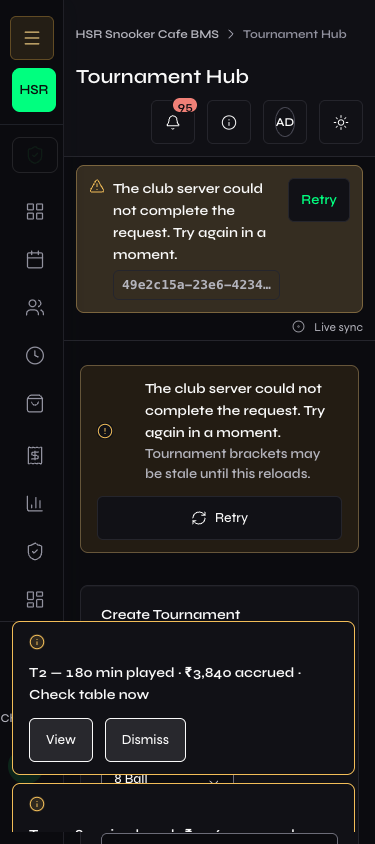 HSR Snooker Cafe BMS > Tournament Hub
HSR
Tournament Hub
95
AD
The club server could
not complete the
request. Try again in a
moment.
Retry
49e2c15a-23e6-4234…
Live sync
The club server could not
complete the request. Try
again in a moment.
Tournament brackets may
be stale until this reloads.
Retry
Create Tournament
T2 — 180 min played · ₹3,840 accrued ·
Check table now
View
Dismiss
8 Ball